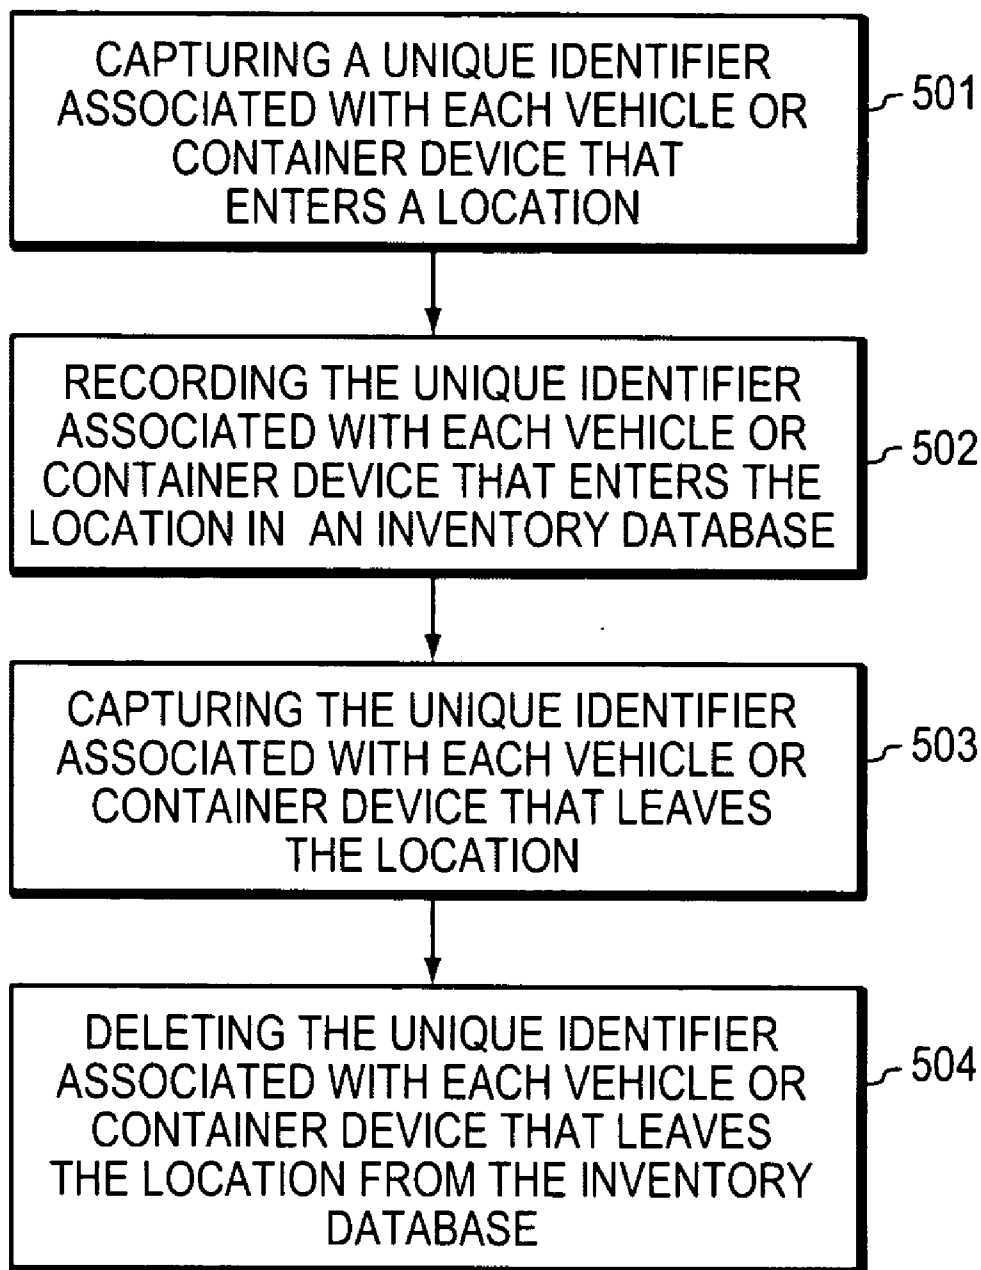 CAPTURING A UNIQUE IDENTIFIER
ASSOCIATED WITH EACH VEHICLE OR
CONTAINER DEVICE THAT
ENTERS A LOCATION
501
RECORDING THE UNIQUE IDENTIFIER
ASSOCIATED WITH EACH VEHICLE OR
CONTAINER DEVICE THAT ENTERS THE
LOCATION IN AN INVENTORY DATABASE
502
CAPTURING THE UNIQUE IDENTIFIER
ASSOCIATED WITH EACH VEHICLE OR
CONTAINER DEVICE THAT LEAVES
THE LOCATION
503
DELETING THE UNIQUE IDENTIFIER
ASSOCIATED WITH EACH VEHICLE OR
CONTAINER DEVICE THAT LEAVES
THE LOCATION FROM THE INVENTORY
DATABASE
504